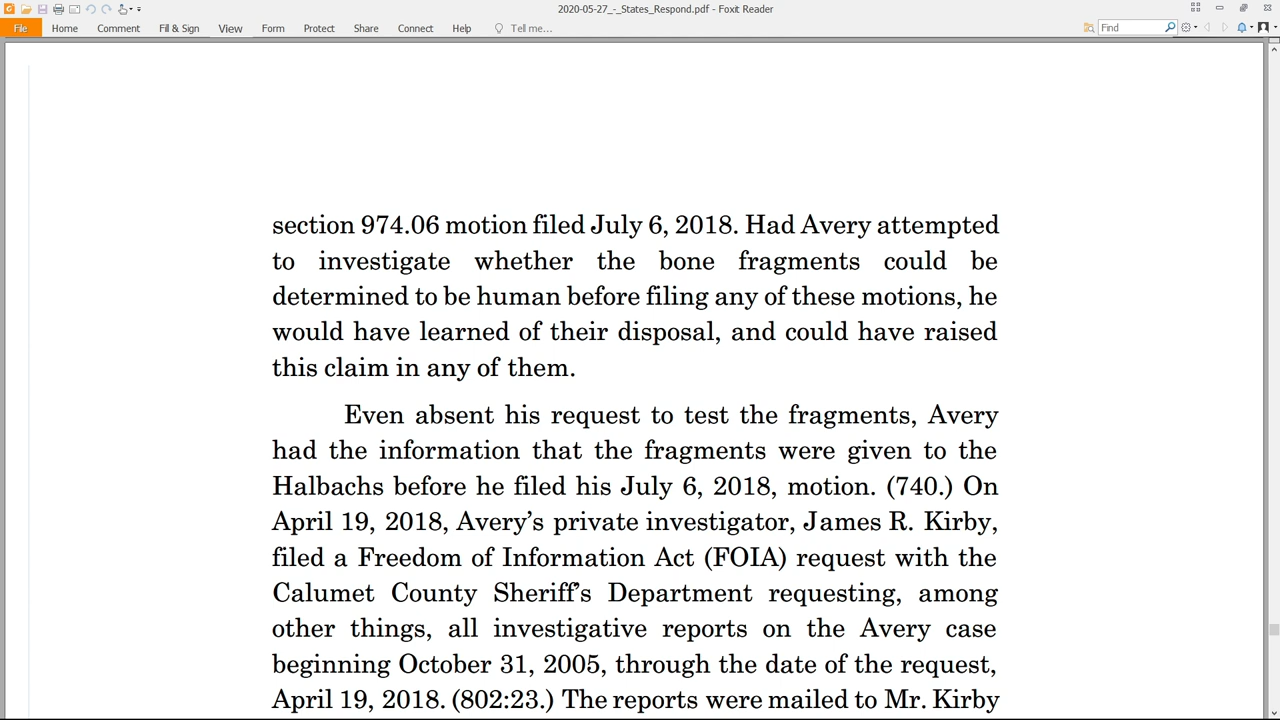 2020-05-27_-_States_Respond.pdf - Foxit Reader
File Home Comment Fill & Sign View Form Protect Share Connect Help Tell me... Find
section 974.06 motion filed July 6, 2018. Had Avery attempted
to investigate whether the bone fragments could be
determined to be human before filing any of these motions, he
would have learned of their disposal, and could have raised
this claim in any of them.
Even absent his request to test the fragments, Avery
had the information that the fragments were given to the
Halbachs before he filed his July 6, 2018, motion. (740.) On
April 19, 2018, Avery’s private investigator, James R. Kirby,
filed a Freedom of Information Act (FOIA) request with the
Calumet County Sheriff’s Department requesting, among
other things, all investigative reports on the Avery case
beginning October 31, 2005, through the date of the request,
April 19, 2018. (802:23.) The reports were mailed to Mr. Kirby